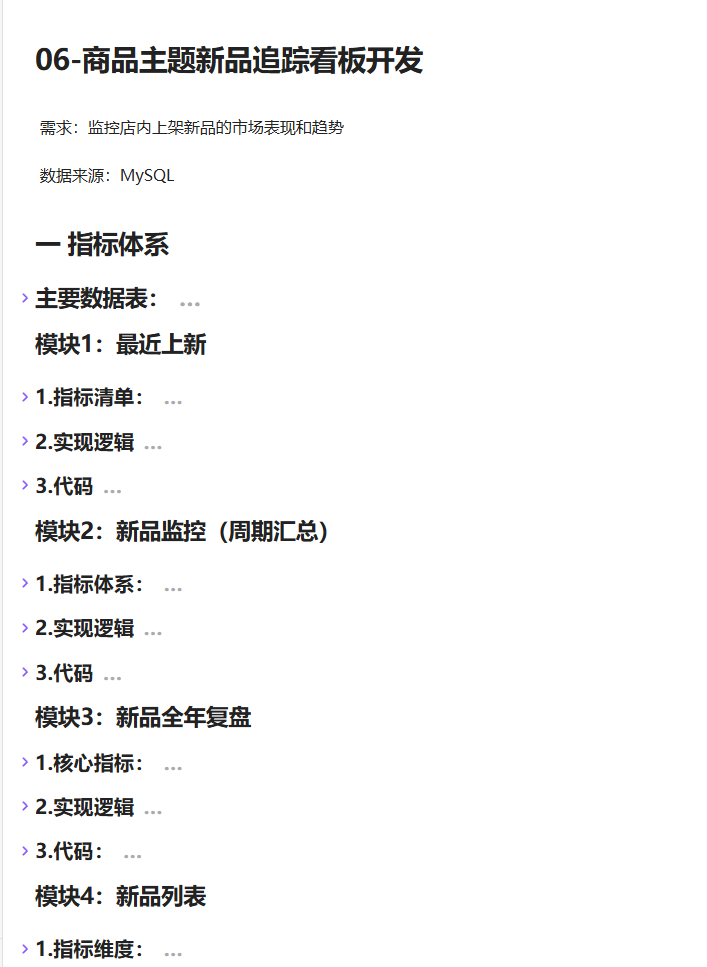 06-商品主题新品追踪看板开发
需求：监控店内上架新品的市场表现和趋势
数据来源：MySQL
一 指标体系
主要数据表： ...
模块1：最近上新
1.指标清单： ...
2.实现逻辑 ...
3.代码 ...
模块2：新品监控（周期汇总）
1.指标体系： ...
2.实现逻辑 ...
3.代码 ...
模块3：新品全年复盘
1.核心指标： ...
2.实现逻辑 ...
3.代码： ...
模块4：新品列表
1.指标维度： ...